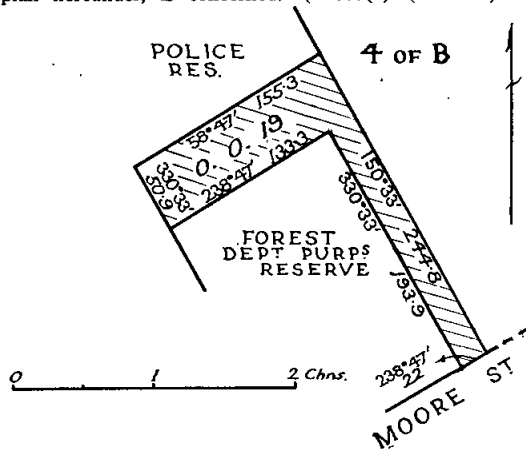 plan hereunder,
POLICE
RES.
4 OF B
58°47' 155·3
0. 0. 19
330°33'
50·9
238°47' 133·3
150°33'
244·8
330°33'
193·9
FOREST
DEPT PURPS
RESERVE
0 1 2 Chns.
238°47'
22
MOORE ST